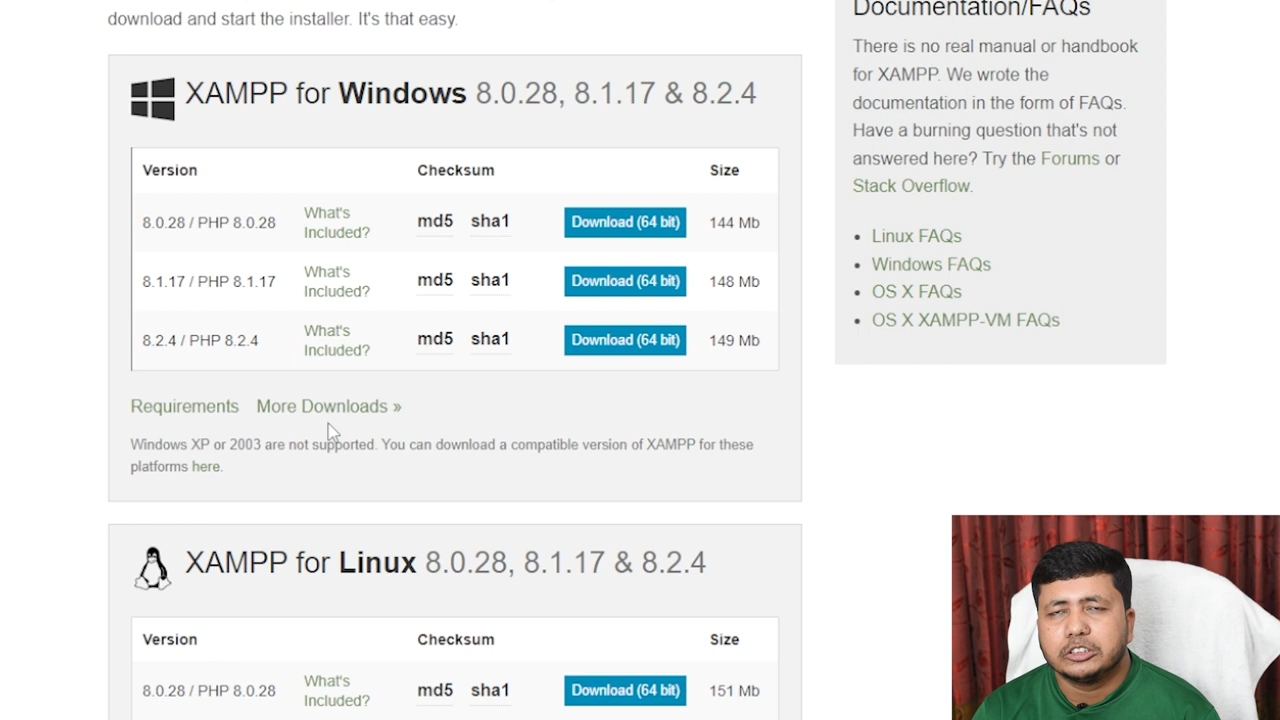 download and start the installer. It's that easy.
XAMPP for Windows 8.0.28, 8.1.17 & 8.2.4
Version Checksum Size
8.0.28 / PHP 8.0.28 What's Included? md5 sha1 Download (64 bit) 144 Mb
8.1.17 / PHP 8.1.17 What's Included? md5 sha1 Download (64 bit) 148 Mb
8.2.4 / PHP 8.2.4 What's Included? md5 sha1 Download (64 bit) 149 Mb
Requirements More Downloads »
Windows XP or 2003 are not supported. You can download a compatible version of XAMPP for these
platforms here.
XAMPP for Linux 8.0.28, 8.1.17 & 8.2.4
Version Checksum Size
8.0.28 / PHP 8.0.28 What's Included? md5 sha1 Download (64 bit) 151 Mb
Documentation/FAQs
There is no real manual or handbook
for XAMPP. We wrote the
documentation in the form of FAQs.
Have a burning question that's not
answered here? Try the Forums or
Stack Overflow.
• Linux FAQs
• Windows FAQs
• OS X FAQs
• OS X XAMPP-VM FAQs